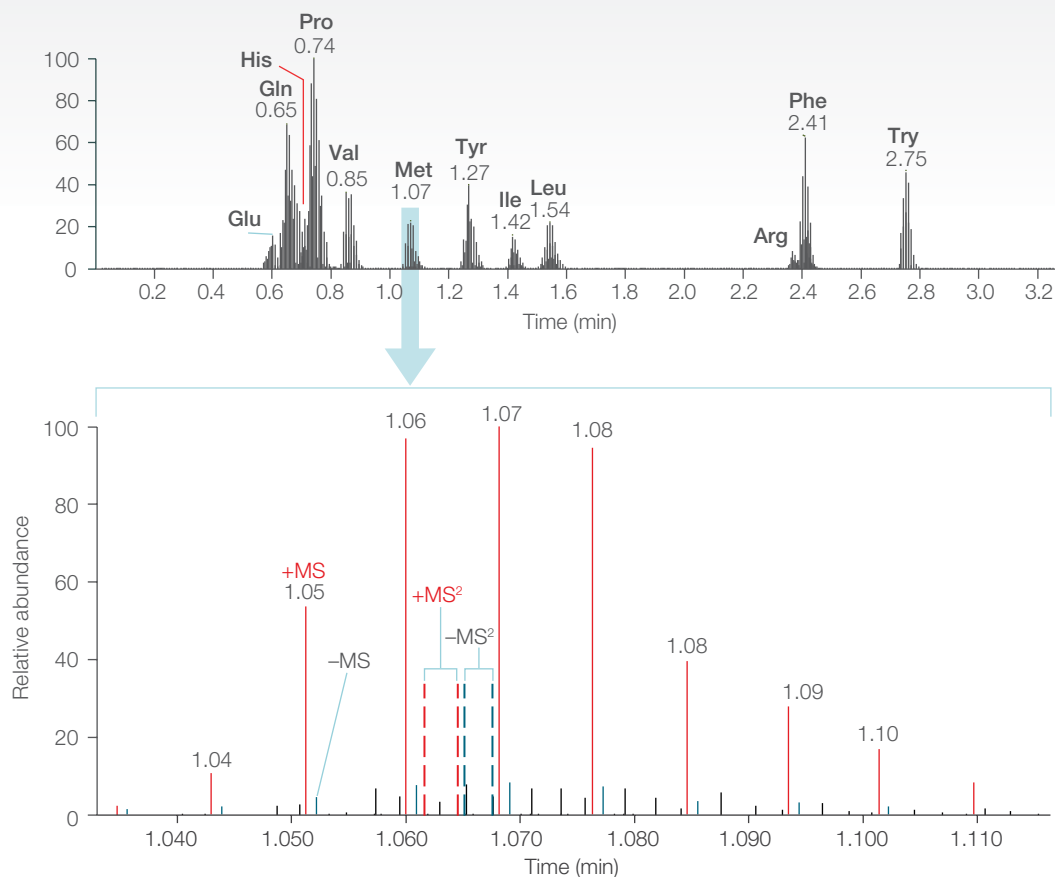 Pro
0.74
His
Gln
0.65
Glu
Val
0.85
Met
1.07
Tyr
1.27
Ile
1.42
Leu
1.54
Arg
Phe
2.41
Try
2.75
100
80
60
40
20
0
0.2 0.4 0.6 0.8 1.0 1.2 1.4 1.6 2.0 2.2 2.4 2.6 2.8 3.0 3.2
Time (min)
Relative abundance
100
80
60
40
20
0
1.04
+MS
1.05
–MS
1.06
+MS²
–MS²
1.07
1.08
1.08
1.09
1.10
1.040 1.050 1.060 1.070 1.080 1.090 1.100 1.110
Time (min)